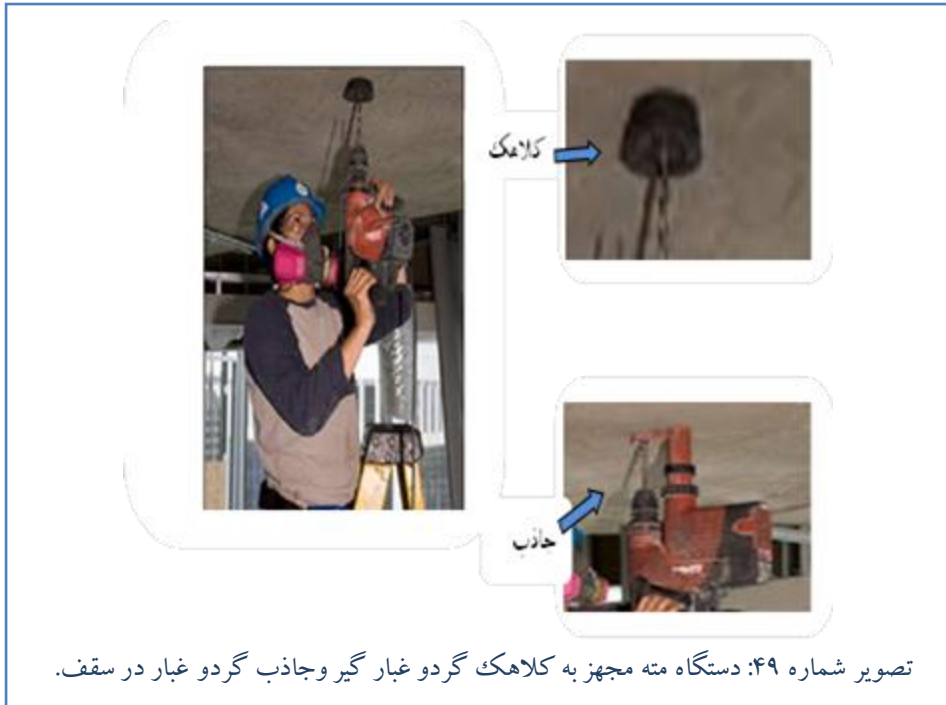 کلاهک
جاذب
تصویر شماره ۴۹: دستگاه مته مجهز به کلاهک گردو غبار گیر وجاذب گردو غبار در سقف.